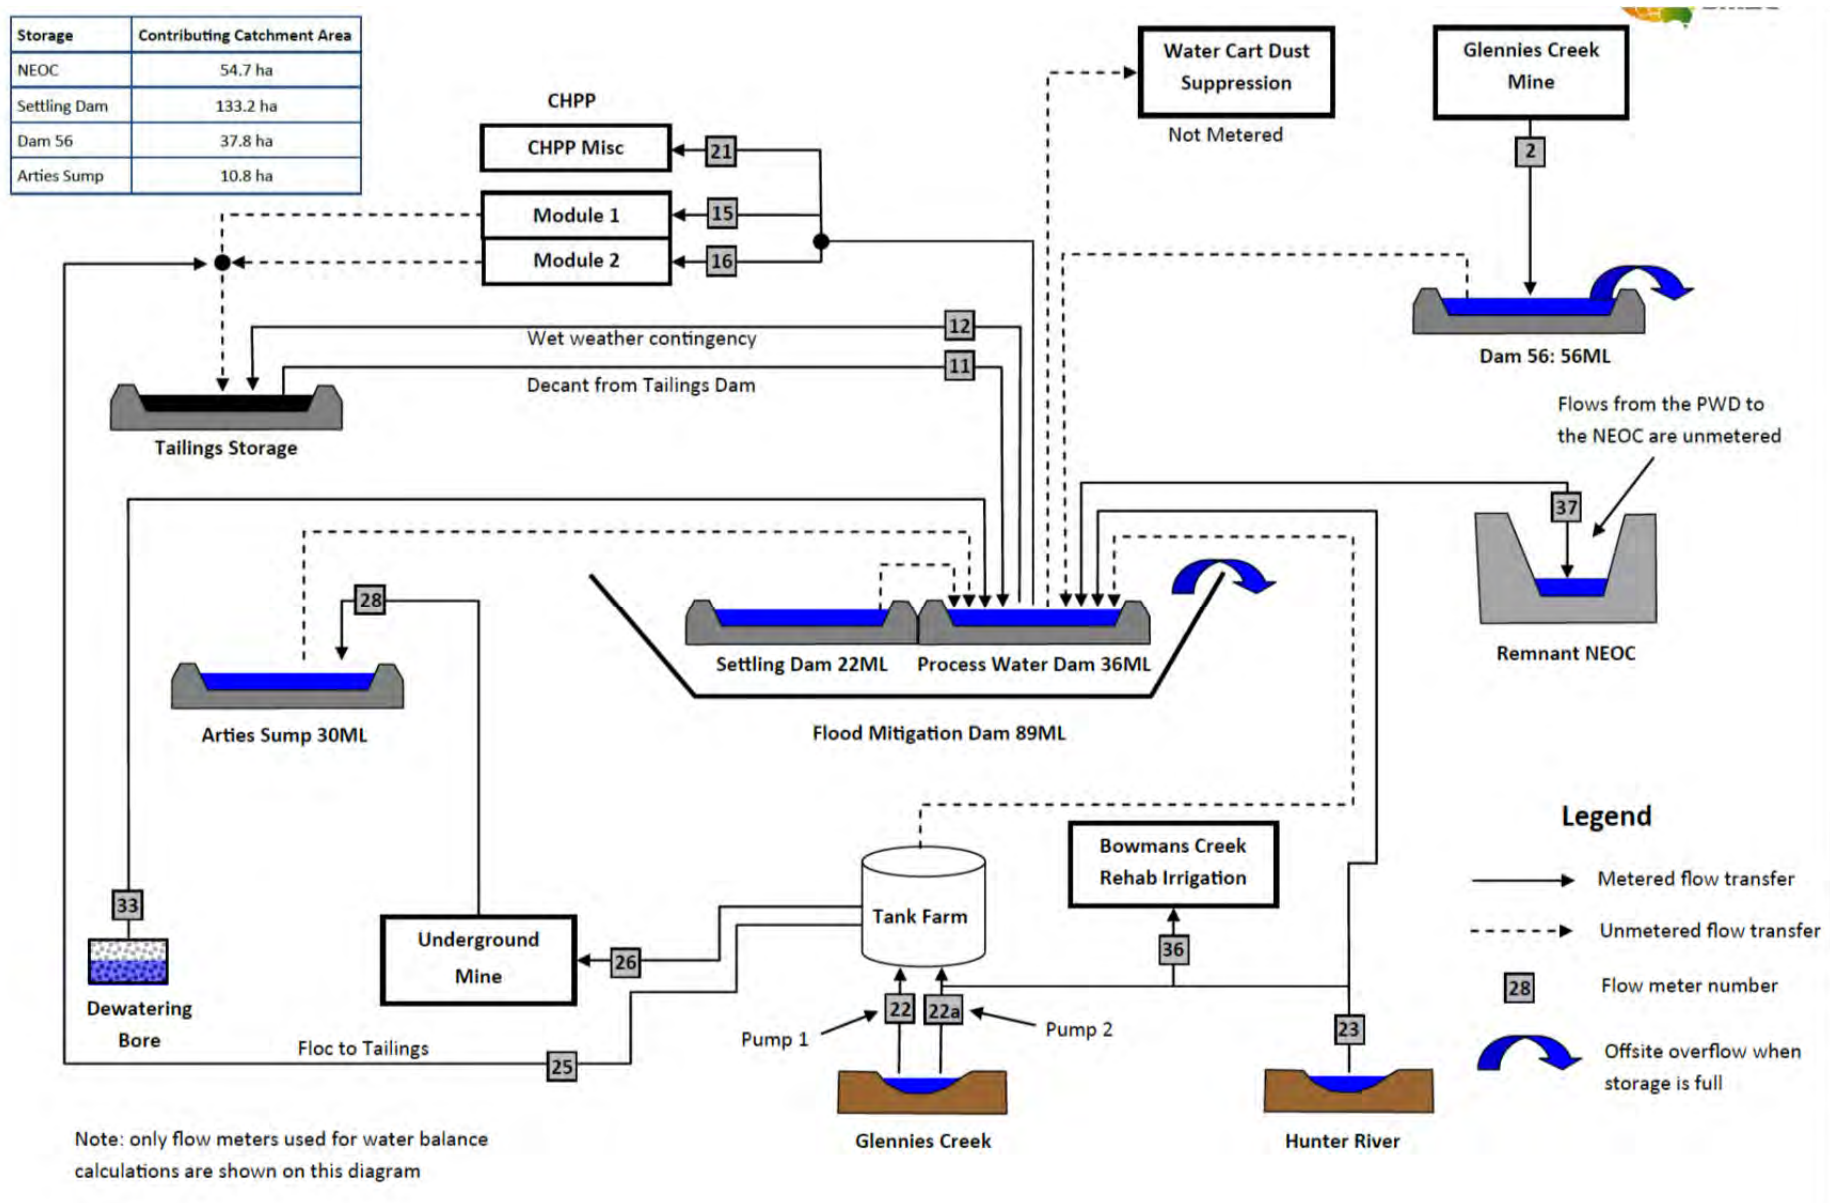 Storage Contributing Catchment Area
NEOC 54.7 ha
Settling Dam 133.2 ha
Dam 56 37.8 ha
Arties Sump 10.8 ha
CHPP
CHPP Misc
21
Module 1
15
Module 2
16
Water Cart Dust
Suppression
Not Metered
Glennies Creek
Mine
2
Dam 56: 56ML
12
Wet weather contingency
11
Decant from Tailings Dam
Tailings Storage
Flows from the PWD to
the NEOC are unmetered
37
Remnant NEOC
28
Arties Sump 30ML
Settling Dam 22ML
Process Water Dam 36ML
Flood Mitigation Dam 89ML
33
Dewatering
Bore
Underground
Mine
26
Tank Farm
Bowmans Creek
Rehab Irrigation
36
22
22a
Pump 1
Pump 2
23
Floc to Tailings
25
Glennies Creek
Hunter River
Legend
Metered flow transfer
Unmetered flow transfer
28
Flow meter number
Offsite overflow when
storage is full
Note: only flow meters used for water balance
calculations are shown on this diagram